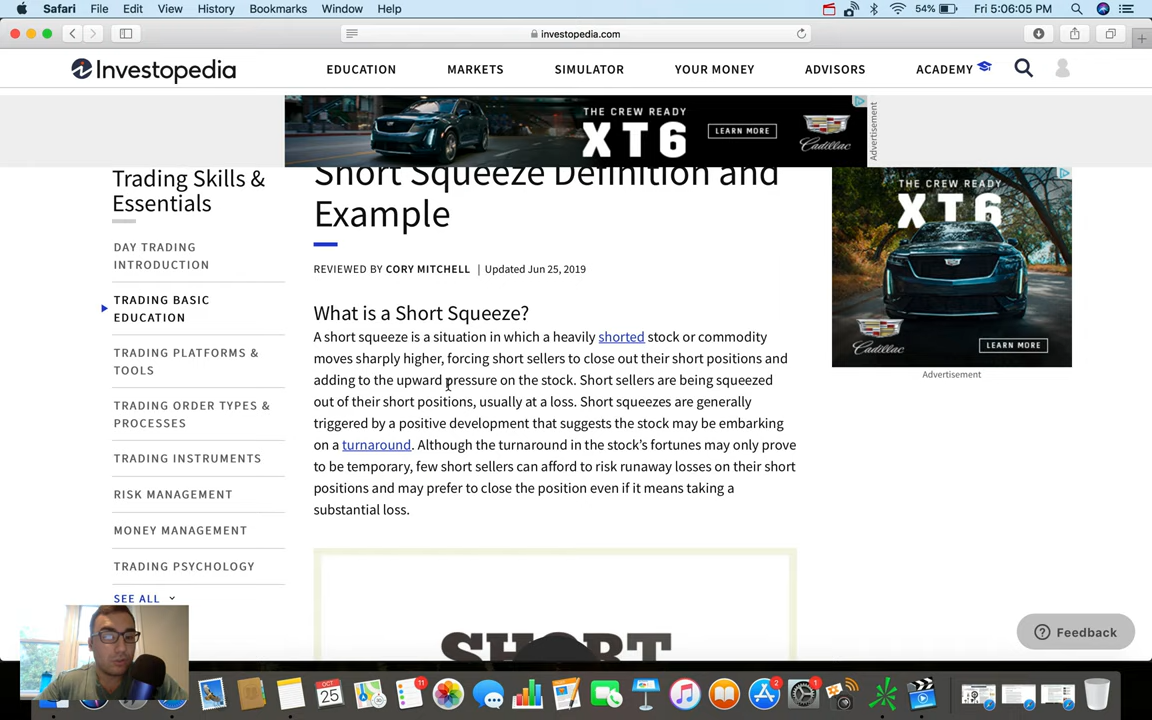 Safari File Edit View History Bookmarks Window Help 54% Fri 5:06:05 PM
investopedia.com
Investopedia EDUCATION MARKETS SIMULATOR YOUR MONEY ADVISORS ACADEMY
THE CREW READY
XT6
LEARN MORE
Cadillac
Advertisement
Trading Skills &
Essentials
DAY TRADING
INTRODUCTION
TRADING BASIC
EDUCATION
TRADING PLATFORMS &
TOOLS
TRADING ORDER TYPES &
PROCESSES
TRADING INSTRUMENTS
RISK MANAGEMENT
MONEY MANAGEMENT
TRADING PSYCHOLOGY
SEE ALL
Short Squeeze Definition and
Example
REVIEWED BY CORY MITCHELL | Updated Jun 25, 2019
What is a Short Squeeze?
A short squeeze is a situation in which a heavily shorted stock or commodity
moves sharply higher, forcing short sellers to close out their short positions and
adding to the upward pressure on the stock. Short sellers are being squeezed
out of their short positions, usually at a loss. Short squeezes are generally
triggered by a positive development that suggests the stock may be embarking
on a turnaround. Although the turnaround in the stock's fortunes may only prove
to be temporary, few short sellers can afford to risk runaway losses on their short
positions and may prefer to close the position even if it means taking a
substantial loss.
SHORT
THE CREW READY
XT6
Cadillac
LEARN MORE
Advertisement
Feedback
OCT
25
11
2
1